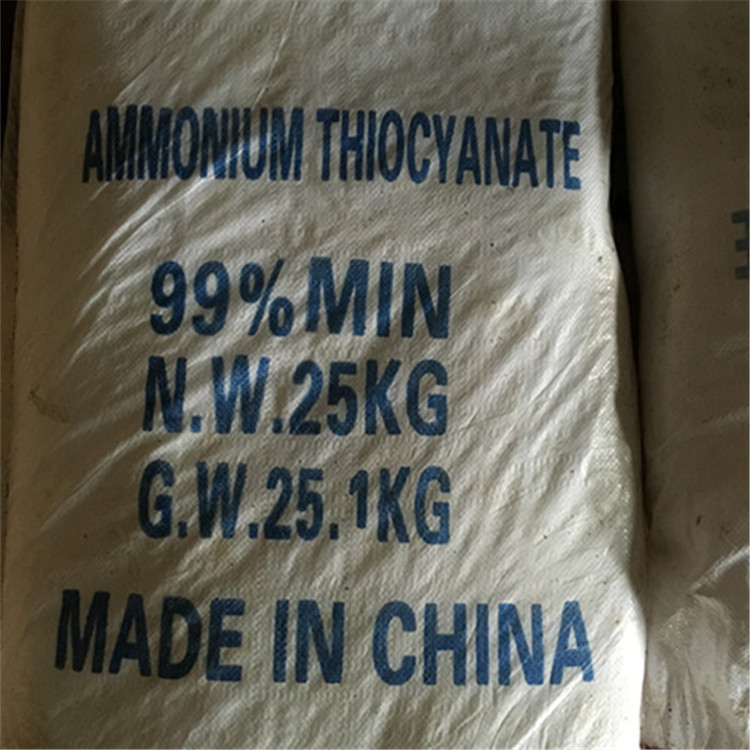 AMMONIUM THIOCYANATE
99%MIN
N.W.25KG
G.W.25.1KG
MADE IN CHINA